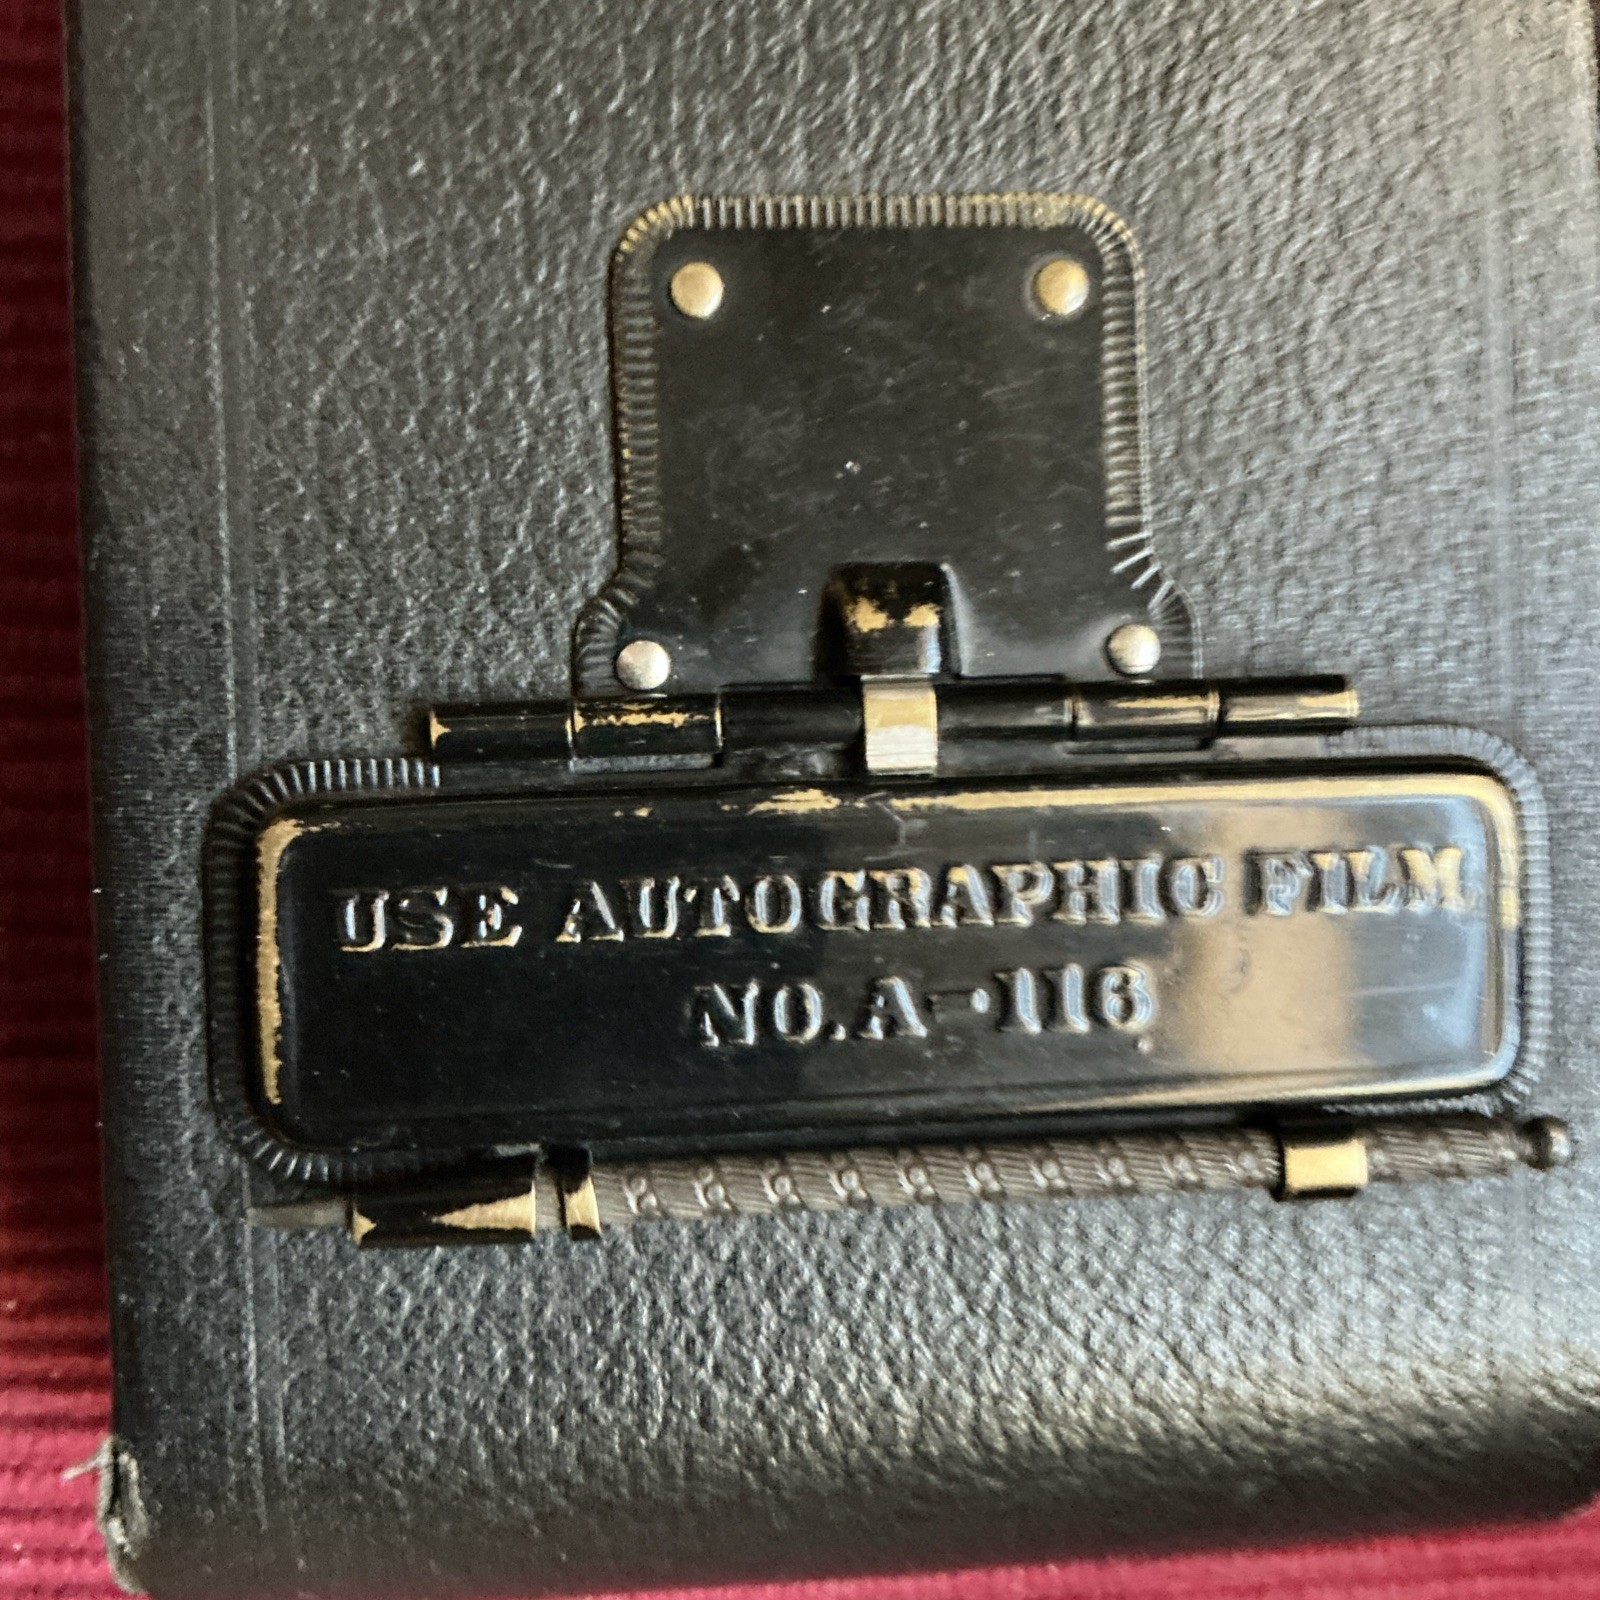 USE AUTOGRAPHIC FILM.
NO. A-116